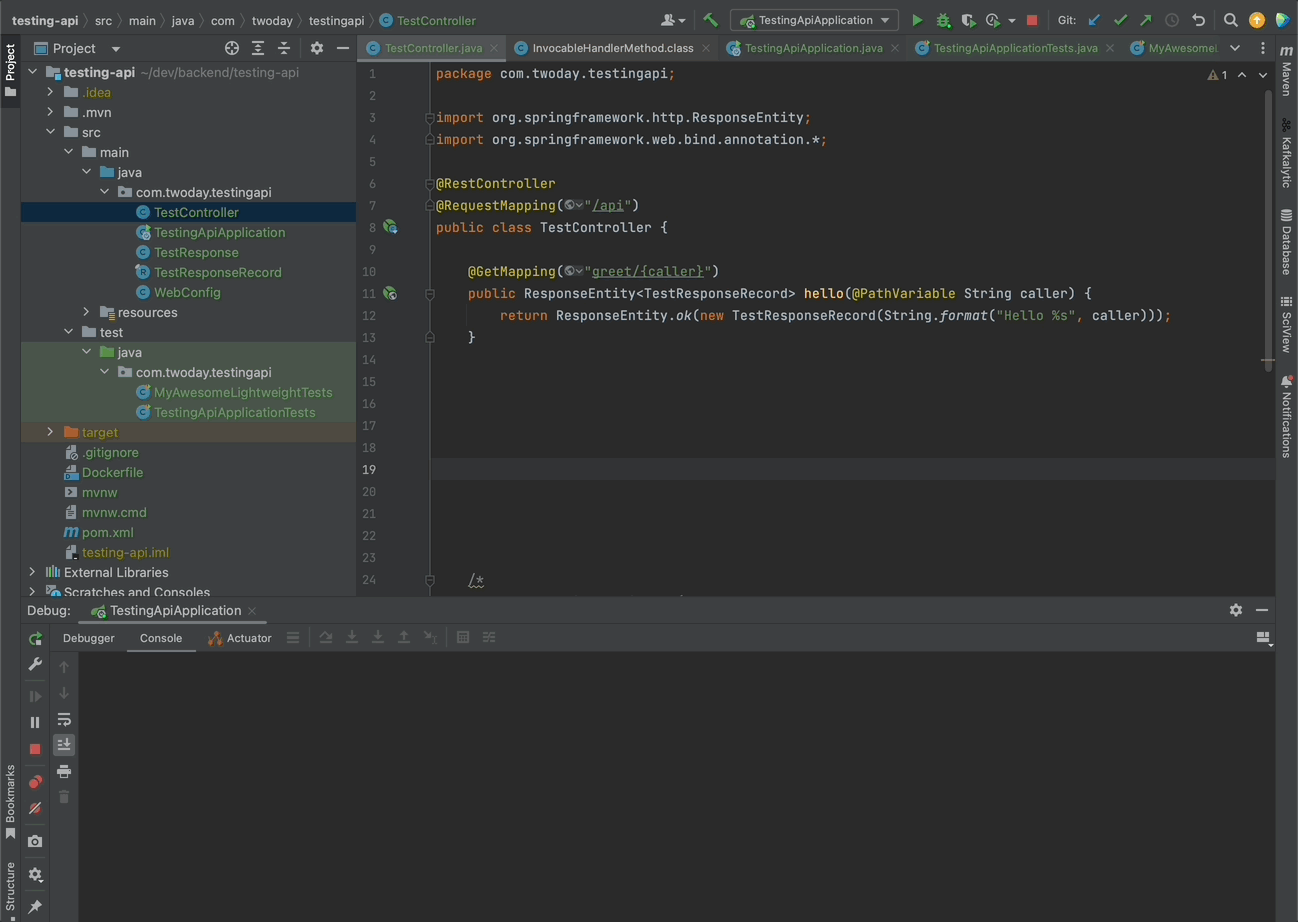 testing-api src main java com twoday testingapi TestController TestingApiApplication Git:
Project
TestController.java InvocableHandlerMethod.class TestingApiApplication.java TestingApiApplicationTests.java MyAwesomeL
testing-api ~/dev/backend/testing-api
.idea
.mvn
src
main
java
com.twoday.testingapi
TestController
TestingApiApplication
TestResponse
TestResponseRecord
WebConfig
resources
test
java
com.twoday.testingapi
MyAwesomeLightweightTests
TestingApiApplicationTests
target
.gitignore
Dockerfile
mvnw
mvnw.cmd
pom.xml
testing-api.iml
External Libraries
Scratches and Consoles
1 package com.twoday.testingapi;
2
3 import org.springframework.http.ResponseEntity;
4 import org.springframework.web.bind.annotation.*;
5
6 @RestController
7 @RequestMapping("/api")
8 public class TestController {
9
10 @GetMapping("greet/{caller}")
11 public ResponseEntity<TestResponseRecord> hello(@PathVariable String caller) {
12 return ResponseEntity.ok(new TestResponseRecord(String.format("Hello %s", caller)));
13 }
14
15
16
17
18
19
20
21
22
23
24 /*
1
Project
Bookmarks
Structure
Maven
Kafkalytic
Database
SciView
Notifications
Debug: TestingApiApplication
Debugger Console Actuator